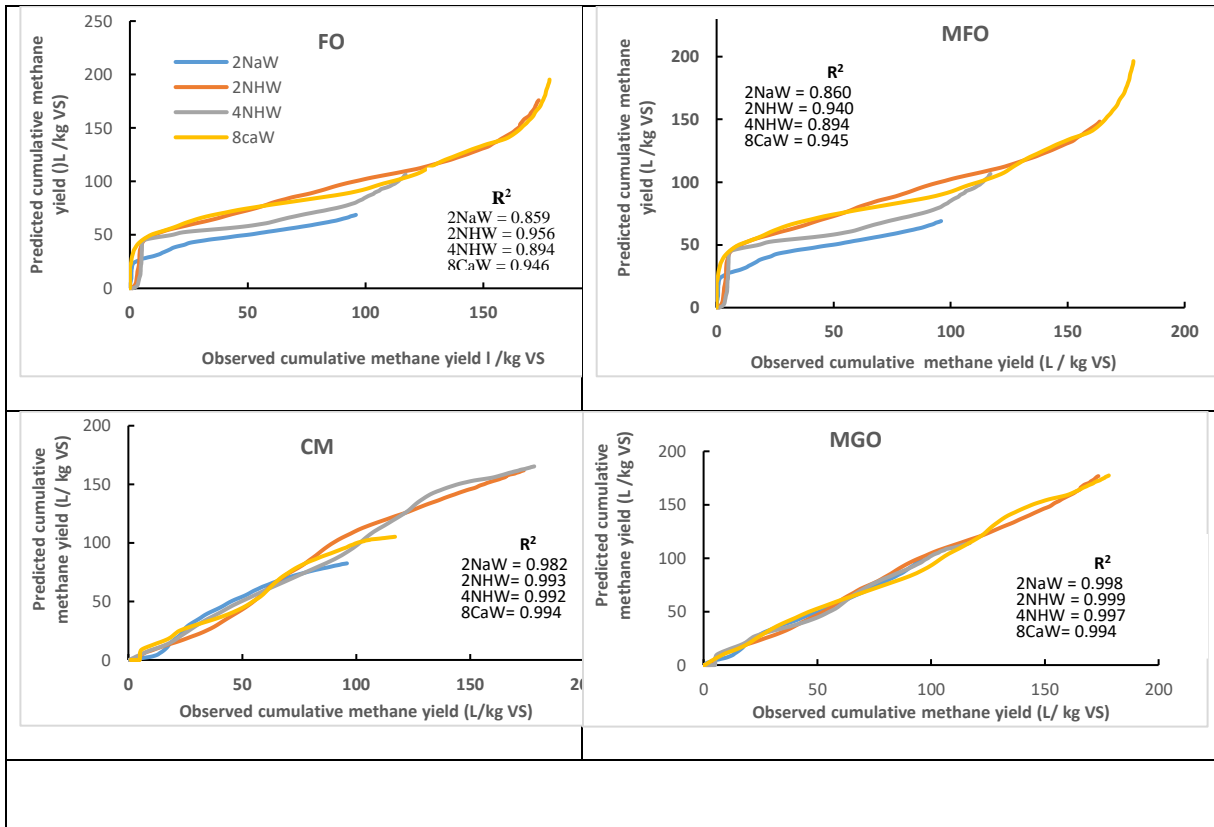 FO
Predicted cumulative methane
yield ()L /kg VS)
250
200
150
100
50
0
2NaW
2NHW
4NHW
8caW
R²
2NaW = 0.859
2NHW = 0.956
4NHW = 0.894
8CaW = 0.946
0 50 100 150
Observed cumulative methane yield l /kg VS
MFO
Predicted cumulative methane
yield (L /kg VS)
200
150
100
50
0
R²
2NaW = 0.860
2NHW = 0.940
4NHW= 0.894
8CaW = 0.945
0 50 100 150 200
Observed cumulative methane yield (L / kg VS)
CM
Predicted cumulative
methane yield (L/ kg VS)
200
150
100
50
0
R²
2NaW = 0.982
2NHW= 0.993
4NHW= 0.992
8CaW= 0.994
0 50 100 150 20
Observed cumulative methane yield (L/kg VS)
MGO
Predicted cumulative
methane yield (L /kg VS)
200
150
100
50
0
R²
2NaW = 0.998
2NHW = 0.999
4NHW = 0.997
8CaW= 0.994
0 50 100 150 200
Observed cumulative methane yield (L/ kg VS)